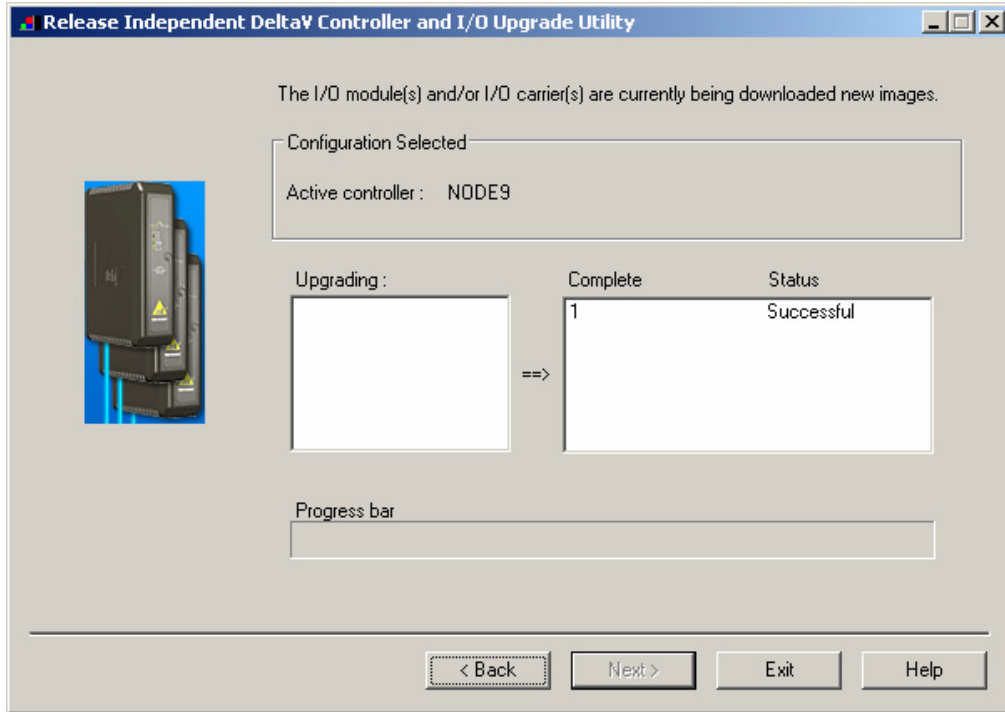 Release Independent DeltaV Controller and I/O Upgrade Utility
The I/O module(s) and/or I/O carrier(s) are currently being downloaded new images.
Configuration Selected
Active controller : NODE9
Upgrading :
Complete Status
1 Successful
==>
Progress bar
< Back Next > Exit Help